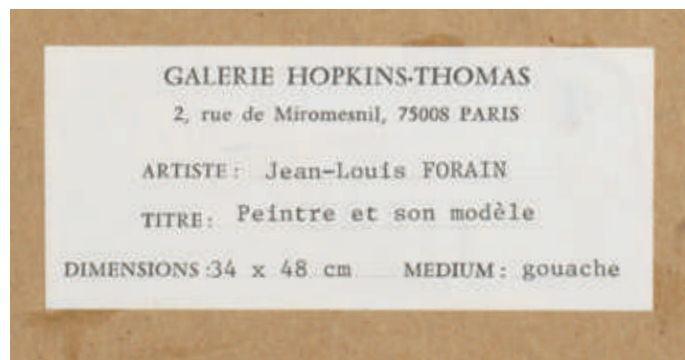 GALERIE HOPKINS-THOMAS
2, rue de Miromesnil, 75008 PARIS
ARTISTE : Jean-Louis FORAIN
TITRE : Peintre et son modèle
DIMENSIONS :34 x 48 cm MEDIUM : gouache